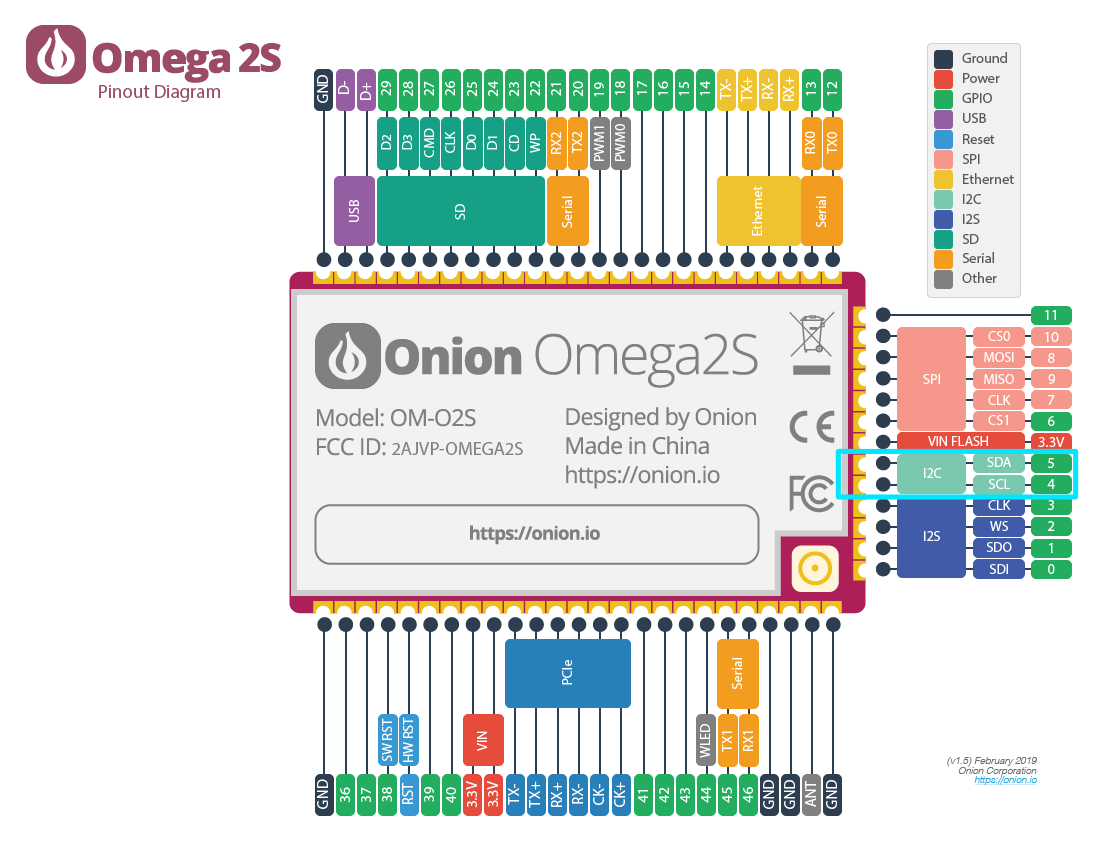 Omega 2S
Pinout Diagram
GND D- D+ 29 28 27 26 25 24 23 22 21 20 19 18 17 16 15 14 TX- TX+ RX- RX+ 13 12
D2 D3 CMD CLK D0 D1 CD WP RX2 TX2 PWM1 PWM0 RX0 TX0
USB SD Serial Ethernet Serial
Ground
Power
GPIO
USB
Reset
SPI
Ethernet
I2C
I2S
SD
Serial
Other
Onion Omega2S
Model: OM-O2S
FCC ID: 2AJVP-OMEGA2S
Designed by Onion
Made in China
https://onion.io
CE
FC
https://onion.io
11
SPI
CS0 10
MOSI 8
MISO 9
CLK 7
CS1 6
VIN FLASH 3.3V
I2C
SDA 5
SCL 4
I2S
CLK 3
WS 2
SDO 1
SDI 0
PCIe Serial
SW RST HW RST VIN WLED TX1 RX1
GND 36 37 38 RST 39 40 3.3V 3.3V TX- TX+ RX+ RX- CK- CK+ 41 42 43 44 45 46 GND GND ANT GND
(v1.5) February 2019
Onion Corporation
https://onion.io